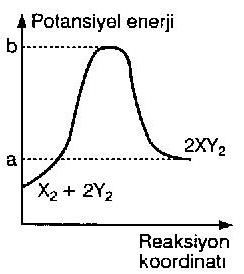 Potansiyel enerji
b
a
2XY₂
X₂ + 2Y₂
Reaksiyon
koordinatı